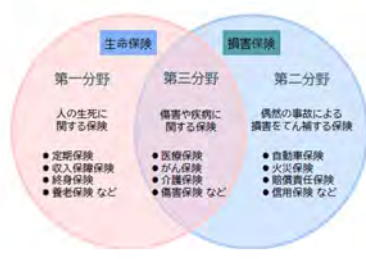 生命保険
損害保険
第一分野
第三分野
第二分野
人の生死に
関する保険
傷害や疾病に
関する保険
偶然の事故による
損害をてん補する保険
● 定期保険
● 収入保障保険
● 終身保険
● 養老保険 など
● 医療保険
● がん保険
● 介護保険
● 傷害保険 など
● 自動車保険
● 火災保険
● 賠償責任保険
● 信用保険 など